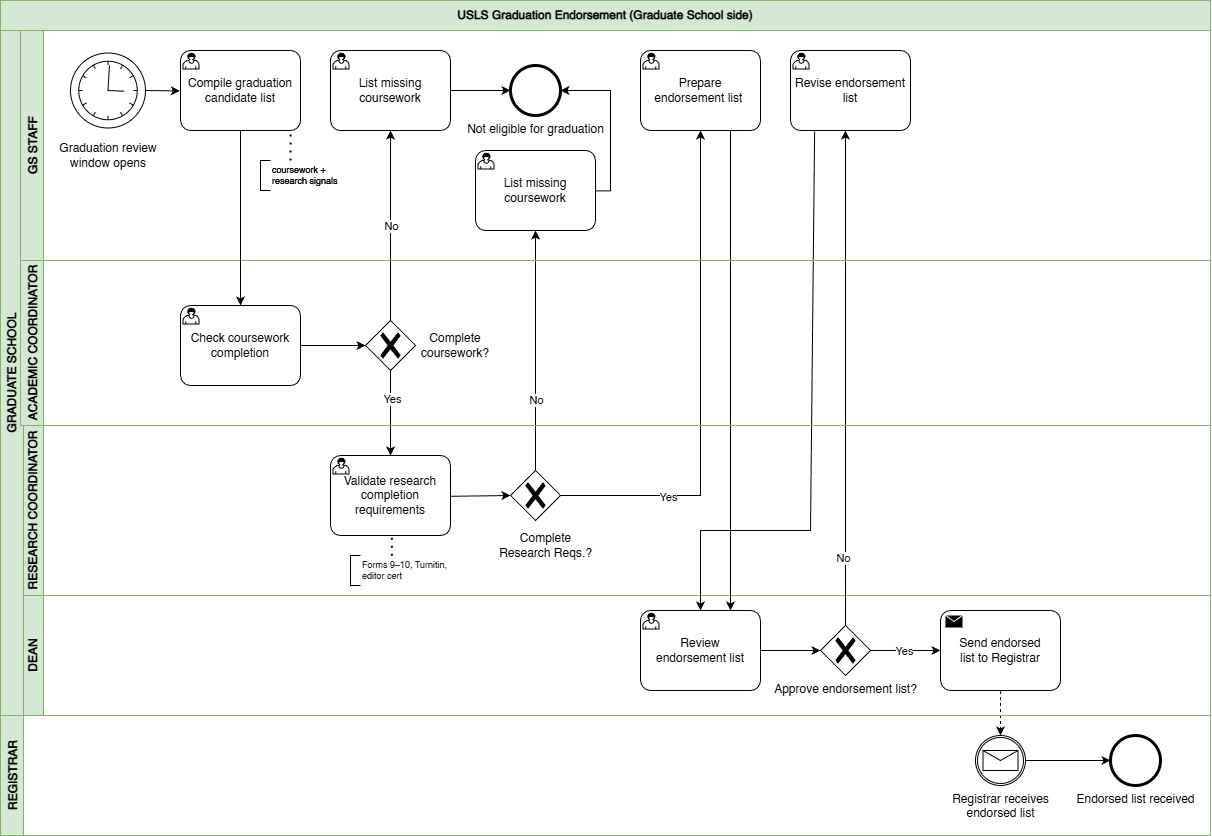 USLS Graduation Endorsement (Graduate School side)
GRADUATE SCHOOL
GS STAFF
Graduation review
window opens
Compile graduation
candidate list
coursework +
research signals
List missing
coursework
Not eligible for graduation
List missing
coursework
Prepare
endorsement list
Revise endorsement
list
No
ACADEMIC COORDINATOR
Check coursework
completion
Complete
coursework?
Yes
No
RESEARCH COORDINATOR
Validate research
completion
requirements
Forms 9–10, Turnitin,
editor cert
Complete
Research Reqs.?
Yes
No
DEAN
Review
endorsement list
Approve endorsement list?
Yes
Send endorsed
list to Registrar
REGISTRAR
Registrar receives
endorsed list
Endorsed list received